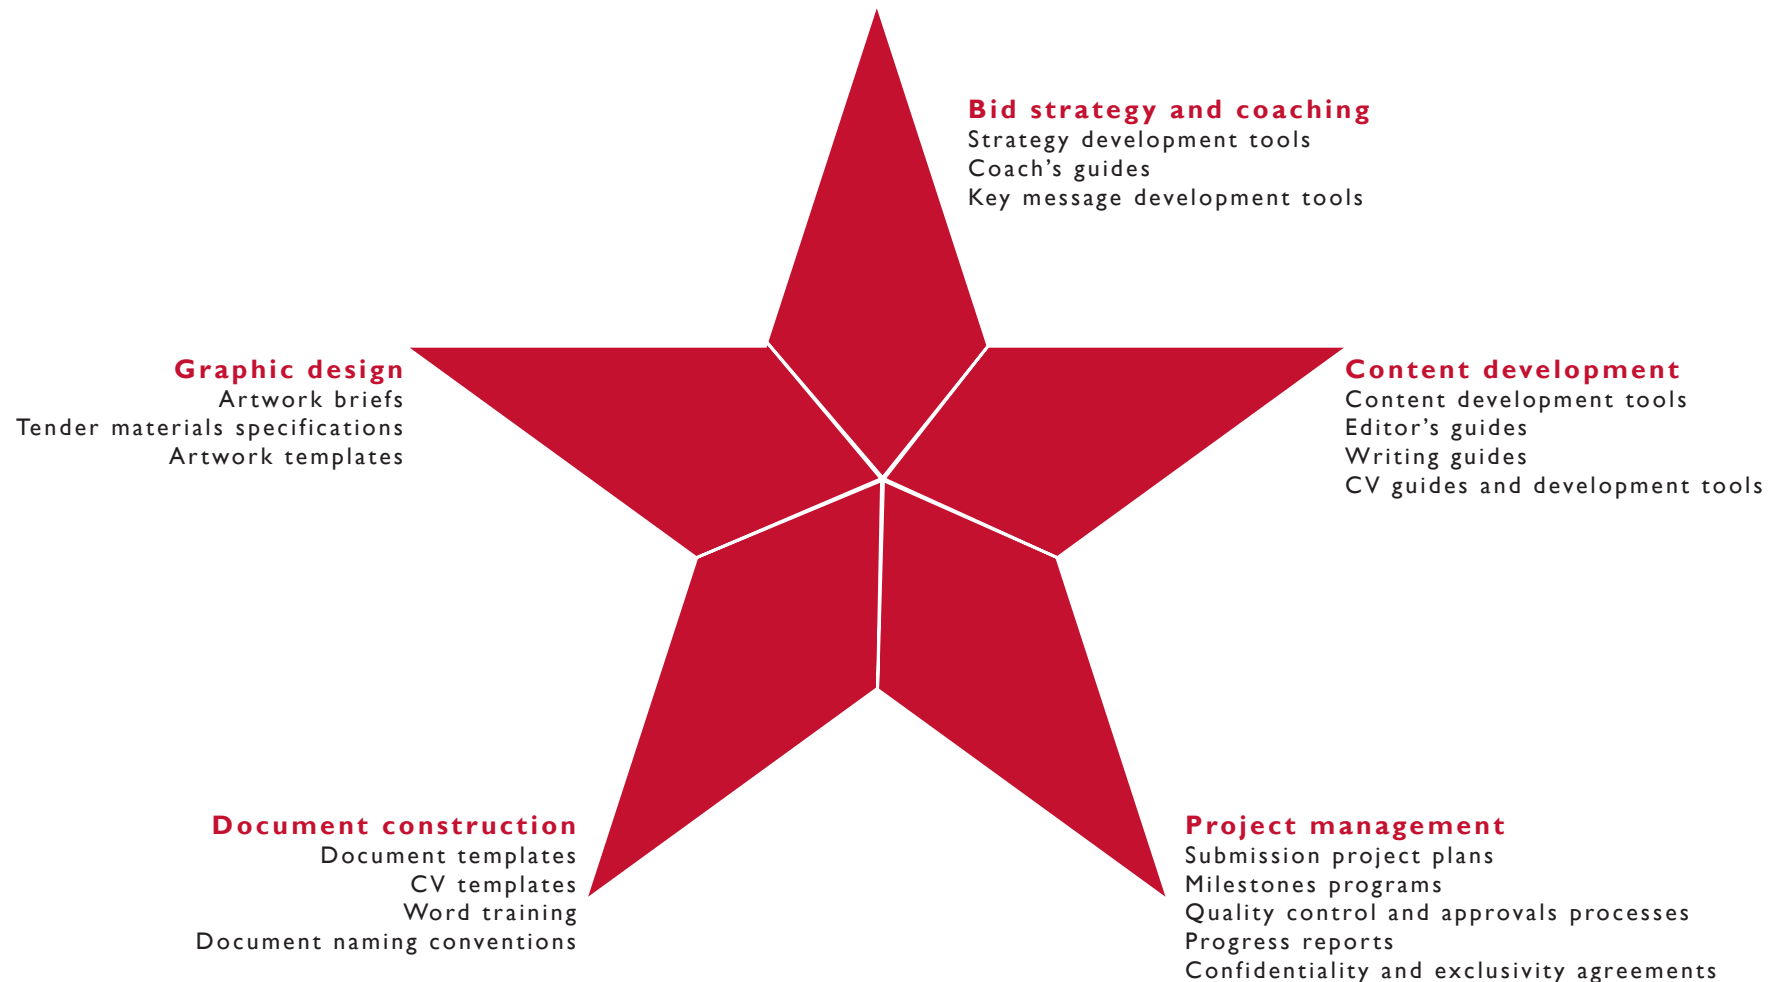 Bid strategy and coaching
Strategy development tools
Coach’s guides
Key message development tools
Graphic design
Artwork briefs
Tender materials specifications
Artwork templates
Content development
Content development tools
Editor’s guides
Writing guides
CV guides and development tools
Document construction
Document templates
CV templates
Word training
Document naming conventions
Project management
Submission project plans
Milestones programs
Quality control and approvals processes
Progress reports
Confidentiality and exclusivity agreements